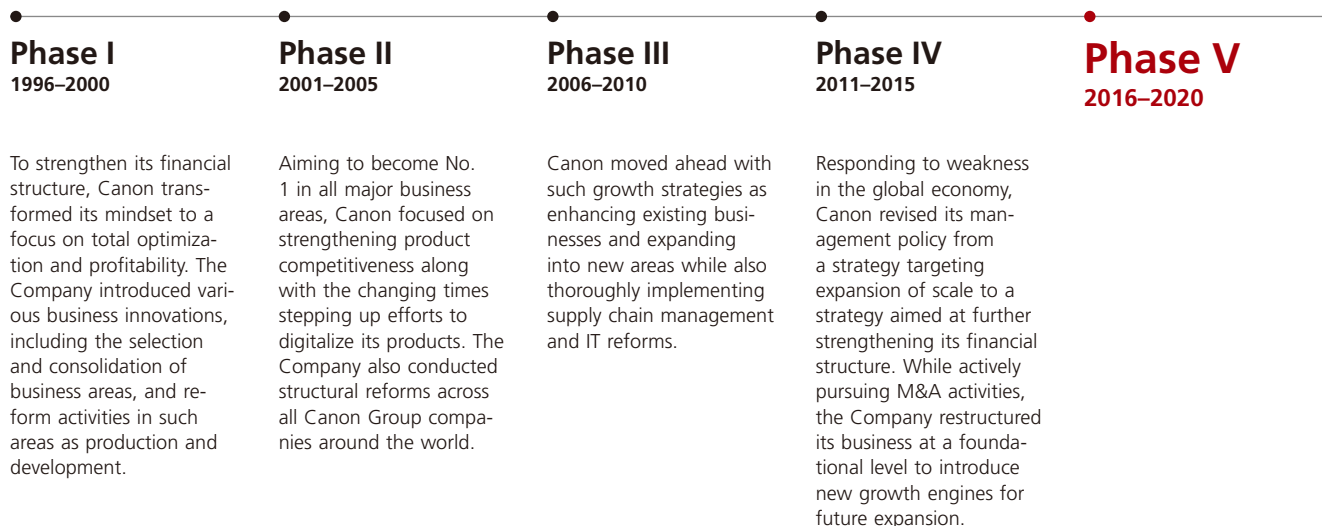 Phase I
1996–2000
To strengthen its financial
structure, Canon trans-
formed its mindset to a
focus on total optimiza-
tion and profitability. The
Company introduced vari-
ous business innovations,
including the selection
and consolidation of
business areas, and re-
form activities in such
areas as production and
development.
Phase II
2001–2005
Aiming to become No.
1 in all major business
areas, Canon focused on
strengthening product
competitiveness along
with the changing times
stepping up efforts to
digitalize its products. The
Company also conducted
structural reforms across
all Canon Group compa-
nies around the world.
Phase III
2006–2010
Canon moved ahead with
such growth strategies as
enhancing existing busi-
nesses and expanding
into new areas while also
thoroughly implementing
supply chain management
and IT reforms.
Phase IV
2011–2015
Responding to weakness
in the global economy,
Canon revised its man-
agement policy from
a strategy targeting
expansion of scale to a
strategy aimed at further
strengthening its financial
structure. While actively
pursuing M&A activities,
the Company restructured
its business at a founda-
tional level to introduce
new growth engines for
future expansion.
Phase V
2016–2020